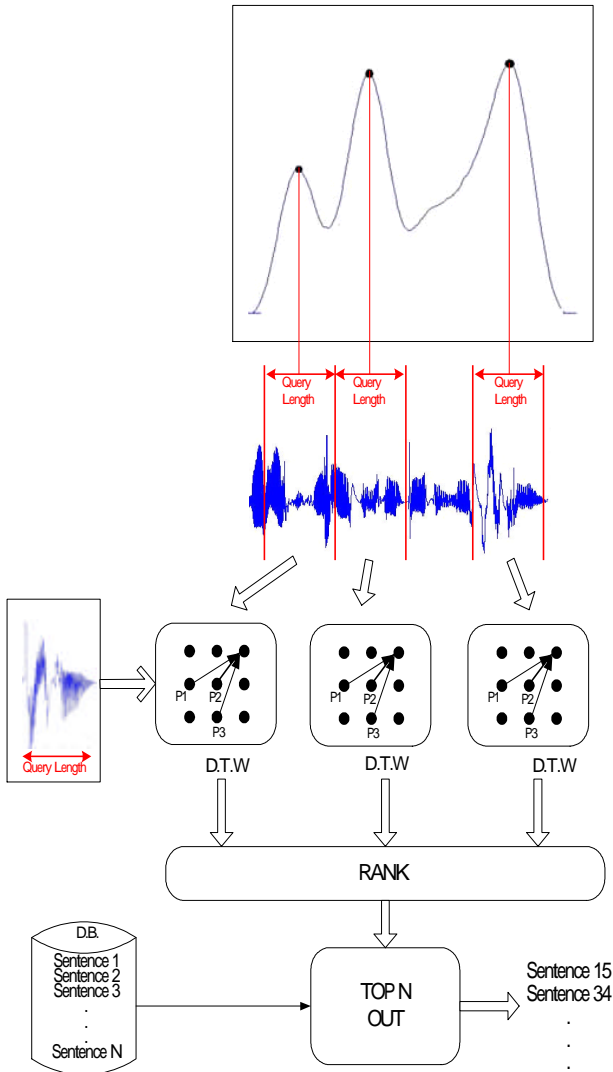 Query
Length
Query
Length
Query
Length
P1
P2
P3
P1
P2
P3
P1
P2
P3
Query Length
D.T.W
D.T.W
D.T.W
RANK
D.B.
Sentence 1
Sentence 2
Sentence 3
.
.
.
Sentence N
TOP N
OUT
Sentence 15
Sentence 34
.
.
.